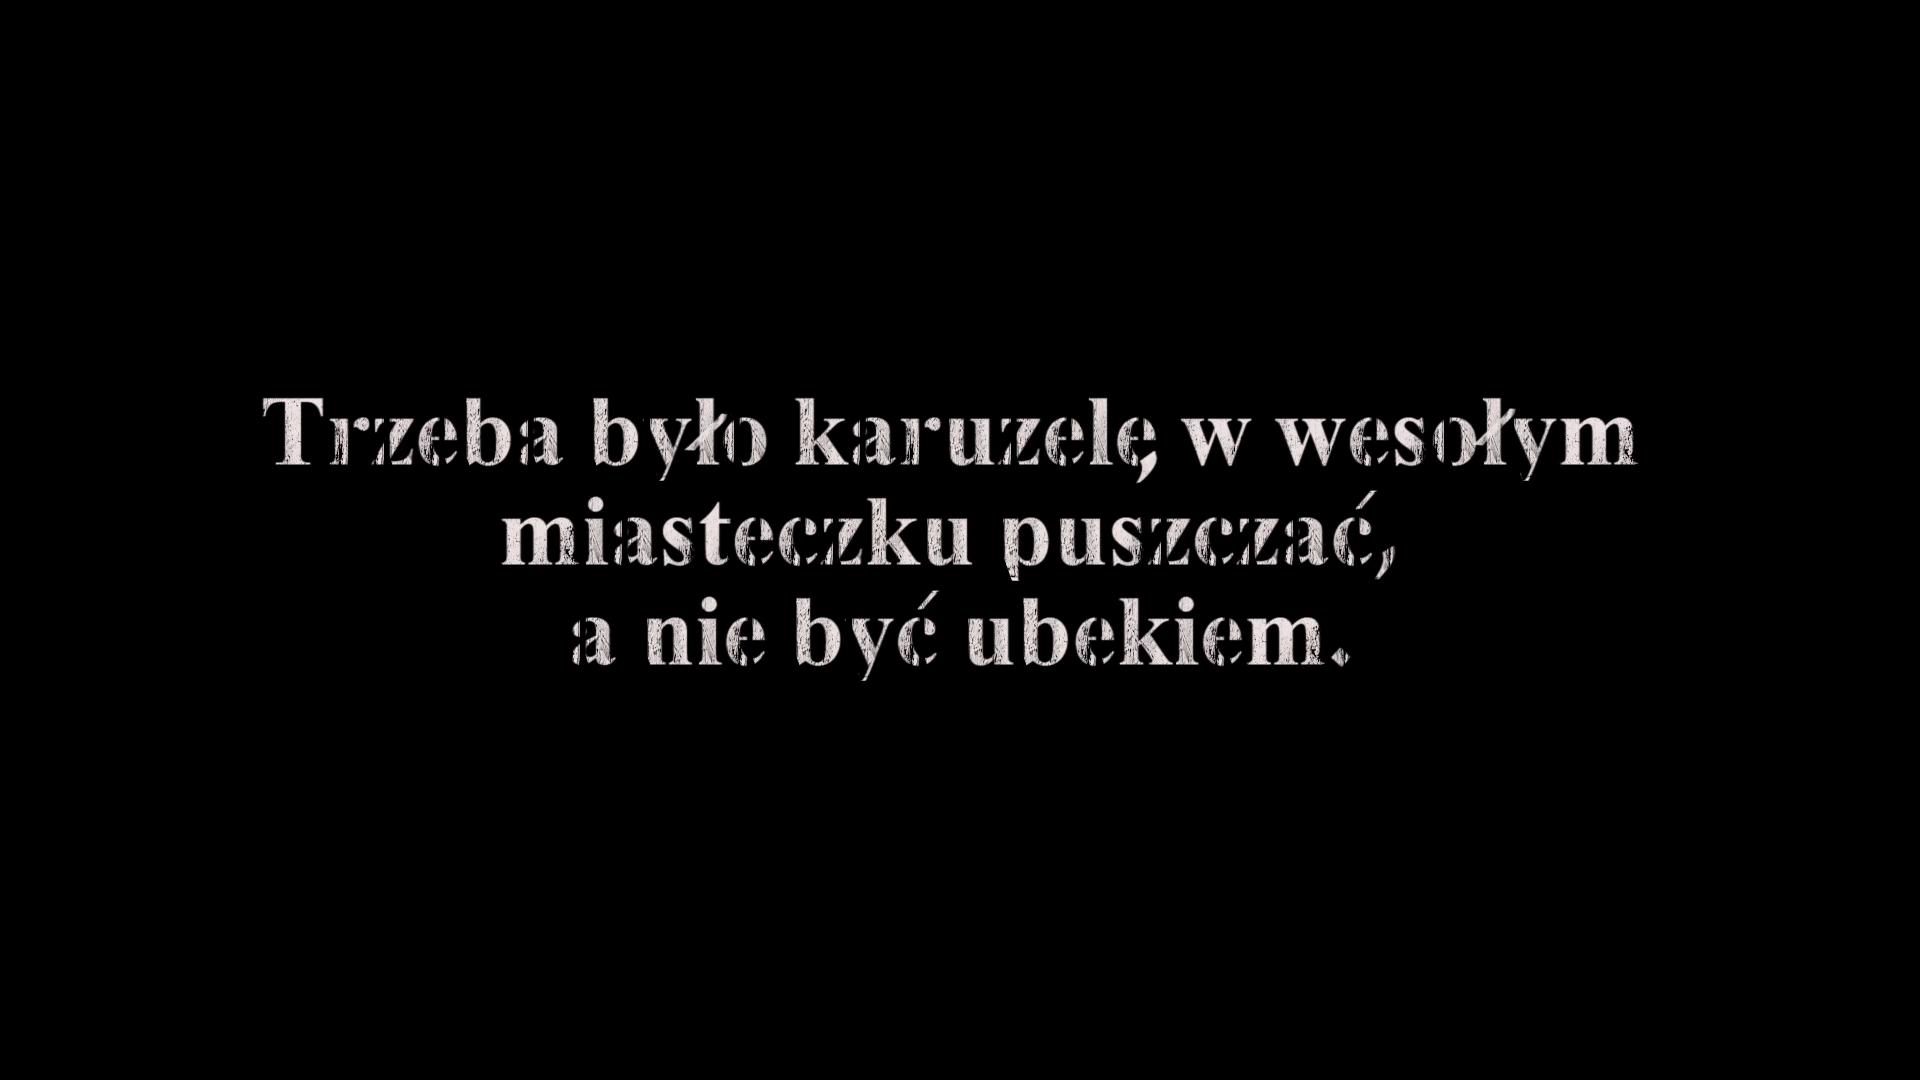 Trzeba było karuzelę w wesołym
miasteczku puszczać,
a nie być ubekiem.